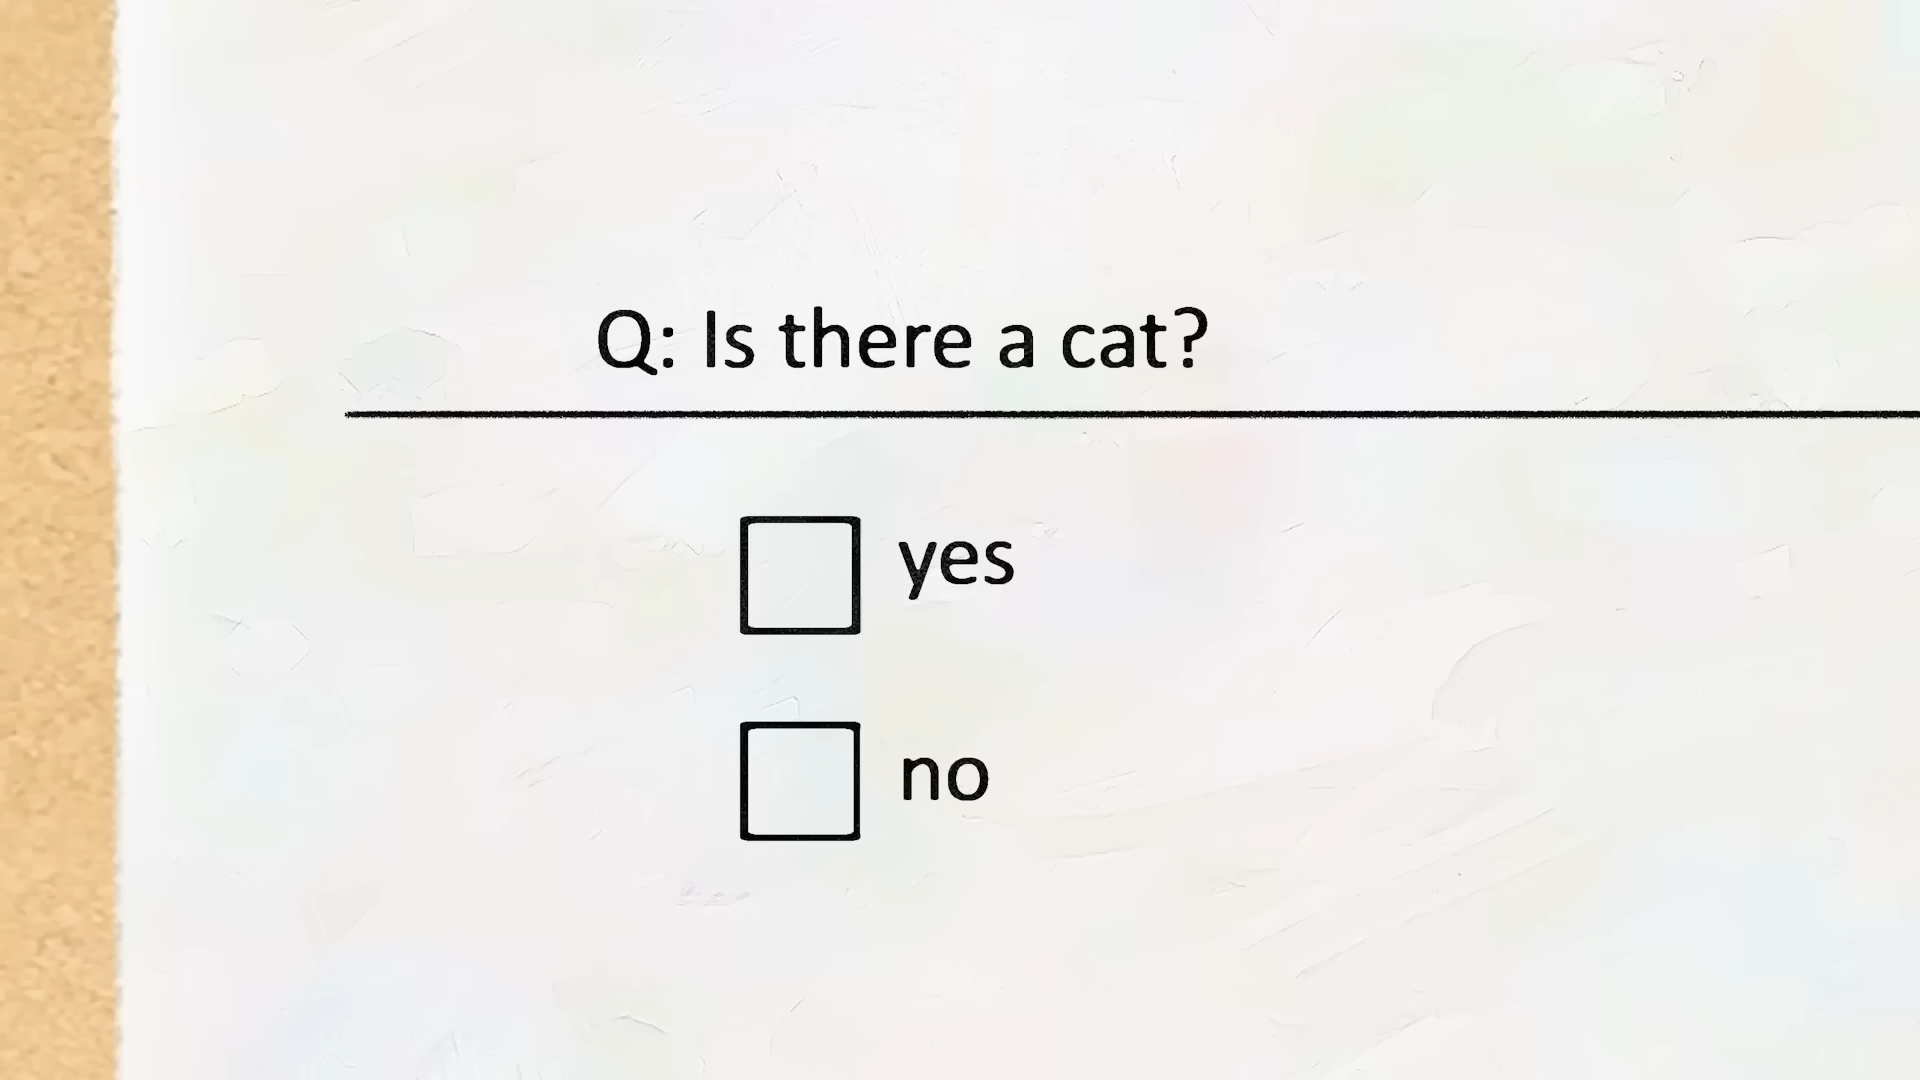 Q: Is there a cat?
yes
no